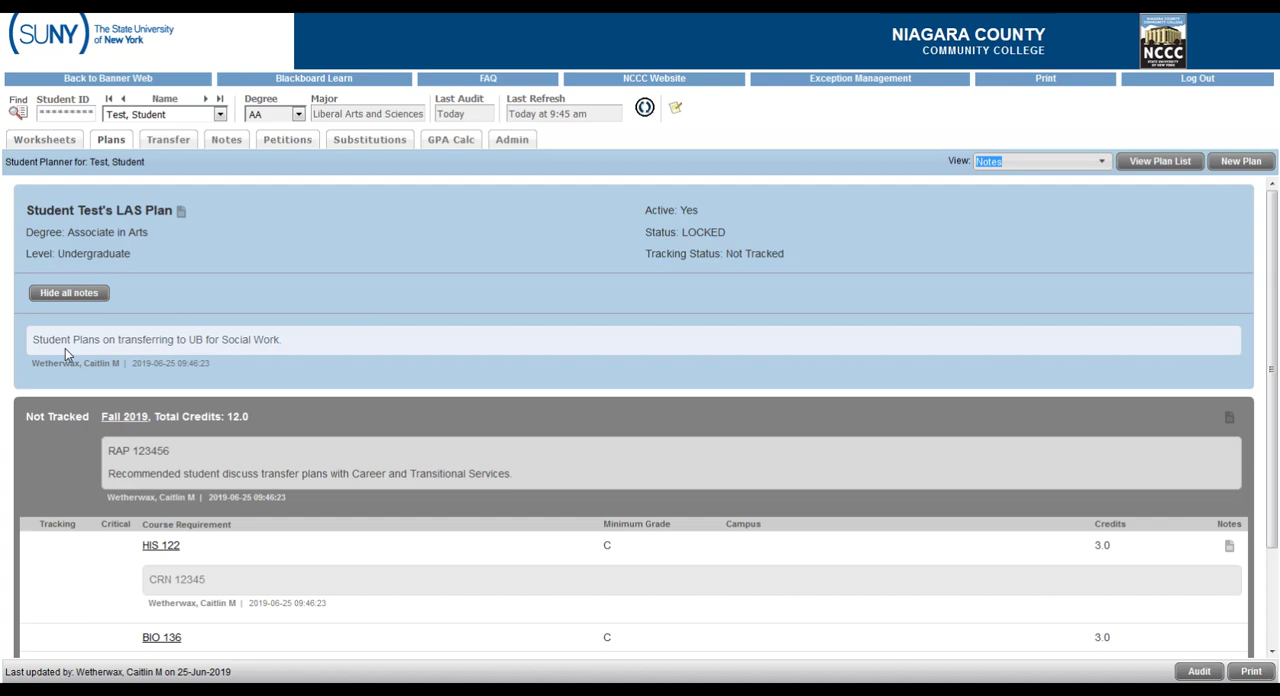 SUNY The State University of New York
NIAGARA COUNTY
COMMUNITY COLLEGE
NIAGARA COUNTY
COMMUNITY COLLEGE
NCCC
Back to Banner Web Blackboard Learn FAQ NCCC Website Exception Management Print Log Out
Find Student ID Name Degree Major Last Audit Last Refresh
********* Test, Student AA Liberal Arts and Sciences Today Today at 9:45 am
Worksheets Plans Transfer Notes Petitions Substitutions GPA Calc Admin
Student Planner for: Test, Student View: Notes View Plan List New Plan
Student Test's LAS Plan Active: Yes
Degree: Associate in Arts Status: LOCKED
Level: Undergraduate Tracking Status: Not Tracked
Hide all notes
Student Plans on transferring to UB for Social Work.
Wetherwax, Caitlin M | 2019-06-25 09:46:23
Not Tracked Fall 2019, Total Credits: 12.0
RAP 123456
Recommended student discuss transfer plans with Career and Transitional Services.
Wetherwax, Caitlin M | 2019-06-25 09:46:23
Tracking Critical Course Requirement Minimum Grade Campus Credits Notes
HIS 122 C 3.0
CRN 12345
Wetherwax, Caitlin M | 2019-06-25 09:46:23
BIO 136 C 3.0
Last updated by: Wetherwax, Caitlin M on 25-Jun-2019 Audit Print